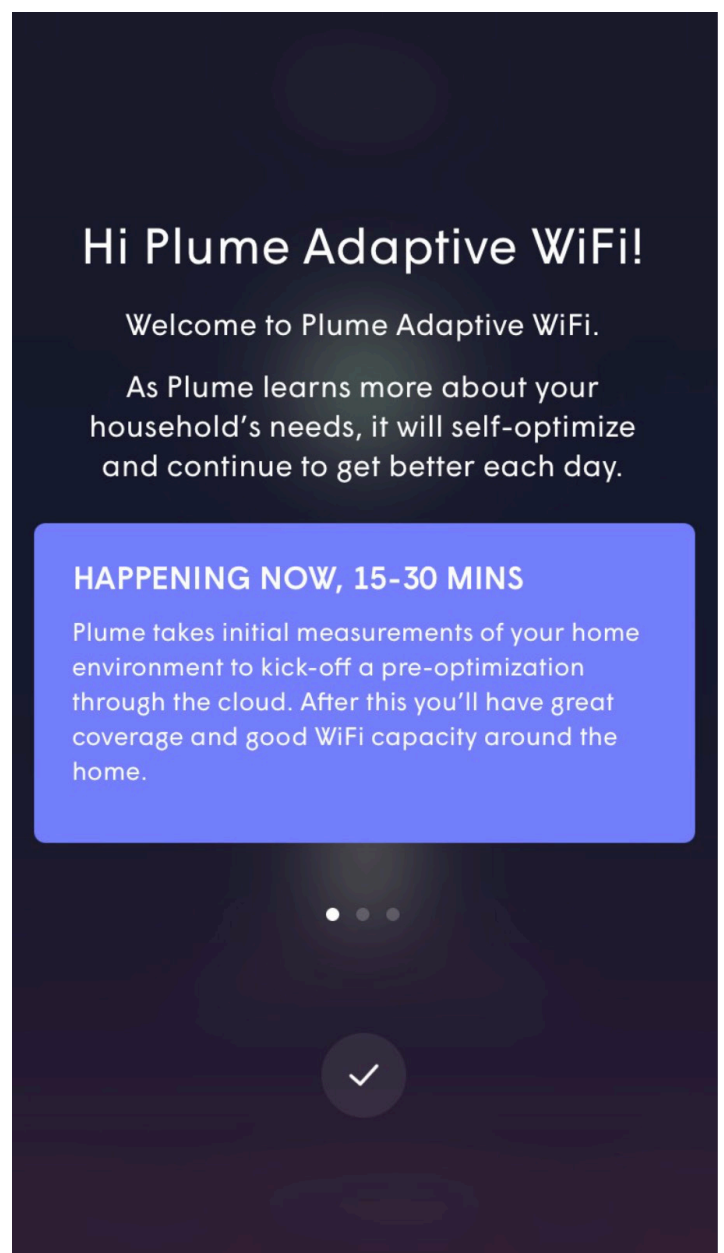 Hi Plume Adaptive WiFi!
Welcome to Plume Adaptive WiFi.
As Plume learns more about your
household’s needs, it will self-optimize
and continue to get better each day.
HAPPENING NOW, 15-30 MINS
Plume takes initial measurements of your home
environment to kick-off a pre-optimization
through the cloud. After this you’ll have great
coverage and good WiFi capacity around the
home.